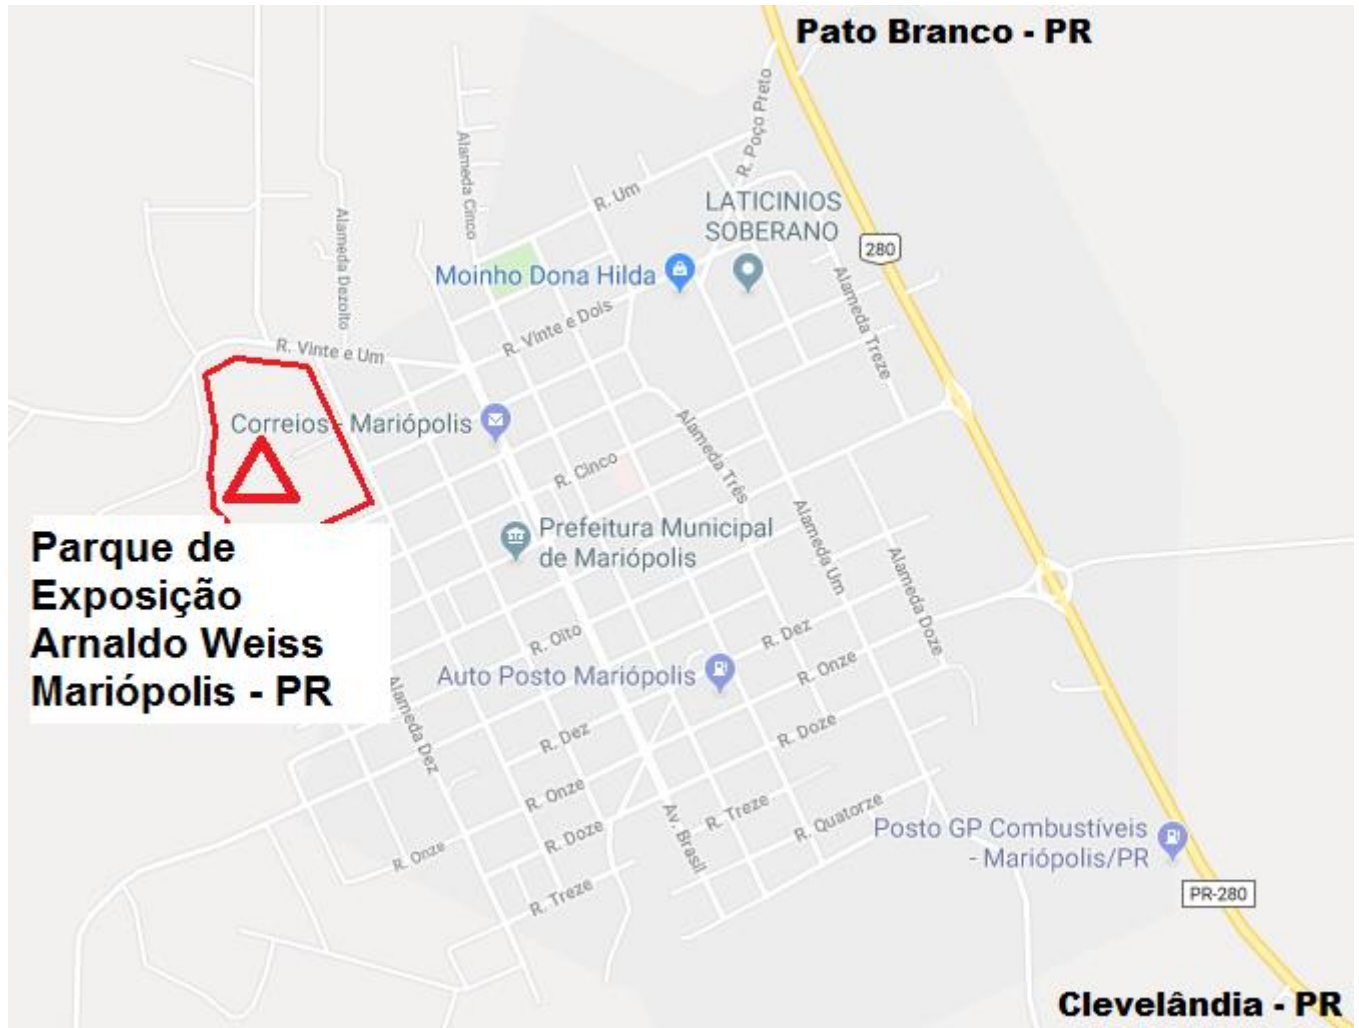 Pato Branco - PR
R. Poço Preto
Alameda Cinco
R. Um
LATICINIOS
SOBERANO
Alameda Dezoito
280
Moinho Dona Hilda
Alameda Treze
R. Vinte e Dois
R. Vinte e Um
Correios - Mariópolis
Alameda Três
R. Cinco
Prefeitura Municipal
de Mariópolis
Alameda Um
Alameda Doze
Parque de
Exposição
Arnaldo Weiss
Mariópolis - PR
R. Oito
R. Dez
R. Onze
Auto Posto Mariópolis
Alameda Dez
R. Dez
R. Doze
R. Onze
R. Treze
R. Quatorze
Av. Brasil
R. Doze
Posto GP Combustíveis
- Mariópolis/PR
R. Onze
R. Treze
PR-280
Clevelândia - PR